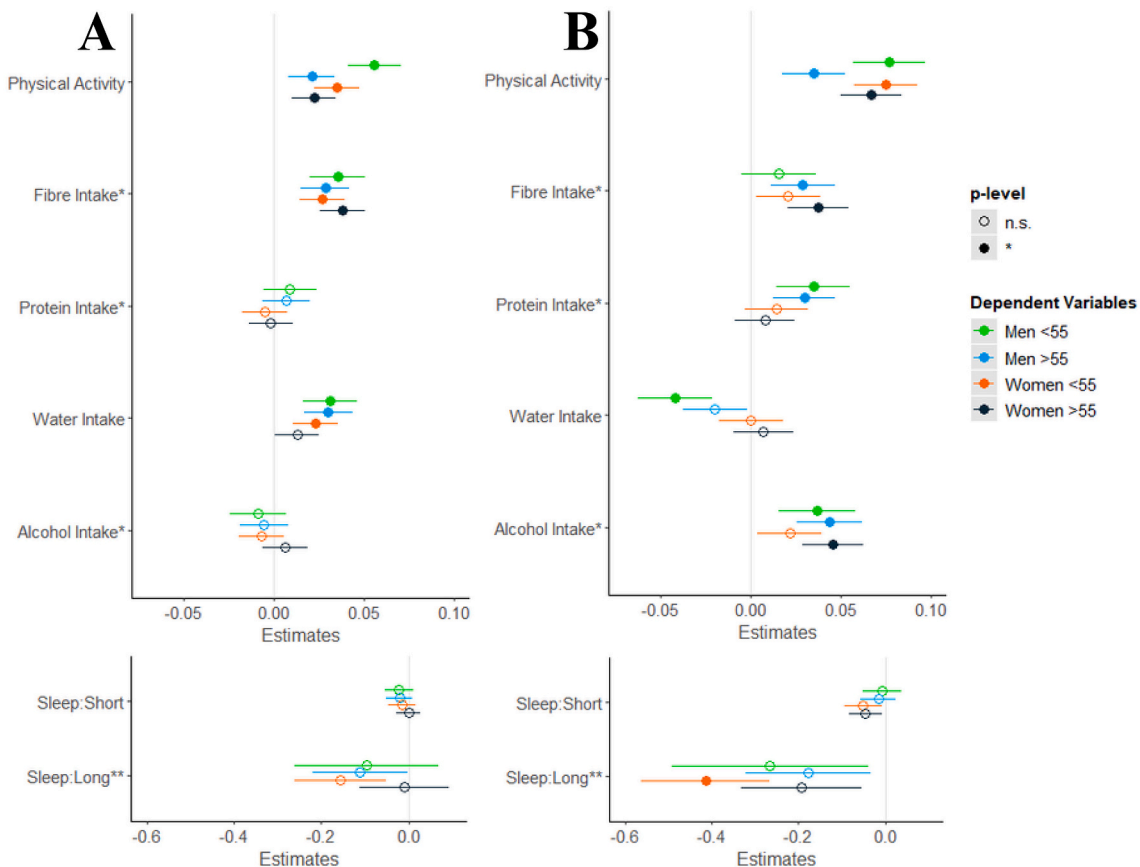 A
Physical Activity
Fibre Intake*
Protein Intake*
Water Intake
Alcohol Intake*
-0.05 0.00 0.05 0.10
Estimates
Sleep:Short
Sleep:Long**
-0.6 -0.4 -0.2 0.0
Estimates
B
Physical Activity
Fibre Intake*
Protein Intake*
Water Intake
Alcohol Intake*
-0.05 0.00 0.05 0.10
Estimates
Sleep:Short
Sleep:Long**
-0.6 -0.4 -0.2 0.0
Estimates
p-level
n.s.
*
Dependent Variables
Men <55
Men >55
Women <55
Women >55